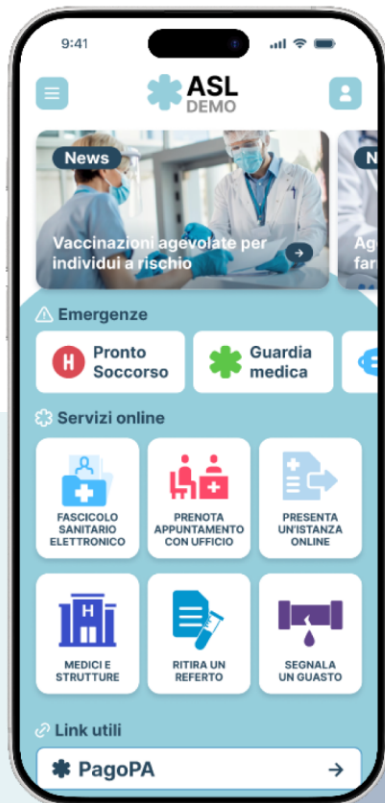 9:41
ASL
DEMO
News
N
Vaccinazioni agevolate per
individui a rischio
Ag
far
Emergenze
H Pronto
Soccorso
Guardia
medica
Servizi online
FASCICOLO
SANITARIO
ELETTRONICO
PRENOTA
APPUNTAMENTO
CON UFFICIO
PRESENTA
UN'ISTANZA
ONLINE
H
MEDICI E
STRUTTURE
RITIRA UN
REFERTO
SEGNALA
UN GUASTO
Link utili
PagoPA